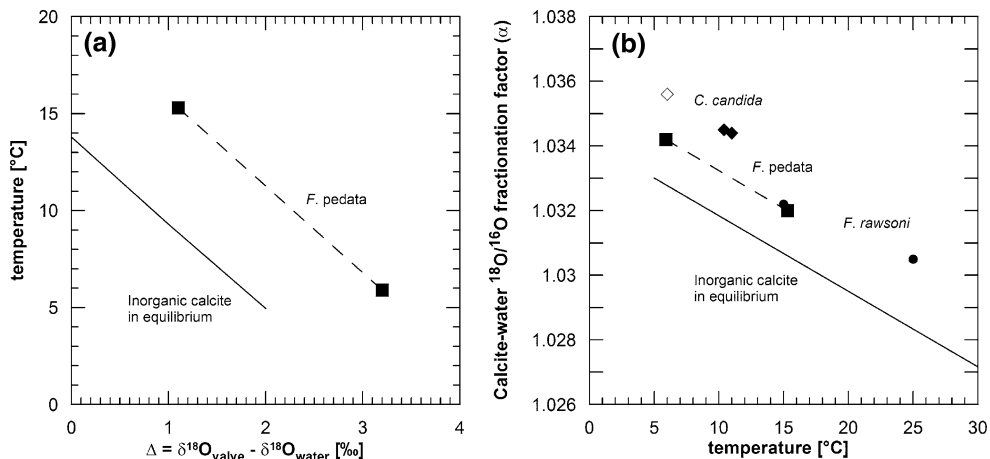 (a)
temperature [°C]
20
15
10
5
0
F. pedata
Inorganic calcite
in equilibrium
0 1 2 3 4
Δ = δ¹⁸Ovalve - δ¹⁸Owater [‰]
(b)
Calcite-water ¹⁸O/¹⁶O fractionation factor (α)
1.038
1.036
1.034
1.032
1.03
1.028
1.026
C. candida
F. pedata
F. rawsoni
Inorganic calcite
in equilibrium
0 5 10 15 20 25 30
temperature [°C]